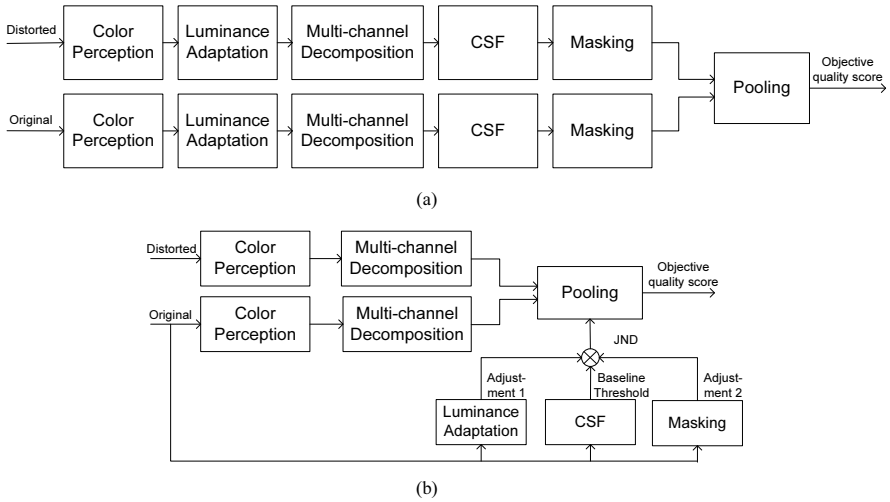 Distorted
Color
Perception
Luminance
Adaptation
Multi-channel
Decomposition
CSF
Masking
Original
Color
Perception
Luminance
Adaptation
Multi-channel
Decomposition
CSF
Masking
Pooling
Objective
quality score
(a)
Distorted
Color
Perception
Multi-channel
Decomposition
Original
Color
Perception
Multi-channel
Decomposition
Pooling
Objective
quality score
JND
Adjust-
ment 1
Baseline
Threshold
Adjust-
ment 2
Luminance
Adaptation
CSF
Masking
(b)